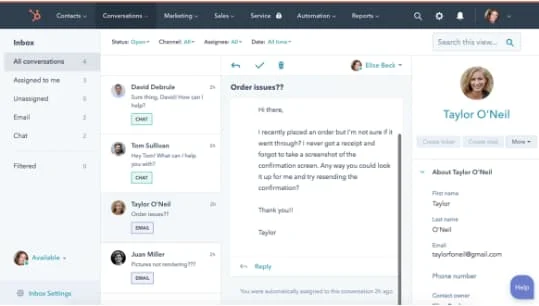 Contacts Conversations Marketing Sales Service Automation Reports
Inbox
All conversations 4
Assigned to me 3
Unassigned 0
Email 2
Chat 2
Filtered 0
Available
Inbox Settings
Status: Open Channel: All Assignee: All Date: All time
Search this view...
David Debrule 2h
Sure thing, David! How can I
help?
CHAT
Tom Sullivan 2h
Hey Tom! What can I help
you with?
CHAT
Taylor O'Neil 2h
Order issues??
EMAIL
Juan Miller 2h
Pictures not rendering???
EMAIL
Elise Beck
Order issues??
Hi there,
I recently placed an order but I'm not sure if it
went through? I never got a receipt and
forgot to take a screenshot of the
confirmation screen. Any way you could look
it up for me and try resending the
confirmation?
Thank you!!
Taylor
Reply
You were automatically assigned to this conversation 2h ago
Taylor O'Neil
Create ticket Create deal More
About Taylor O'Neil
First name
Taylor
Last name
O'Neil
Email
taylorfoneil@gmail.com
Phone number
Contact owner
Help